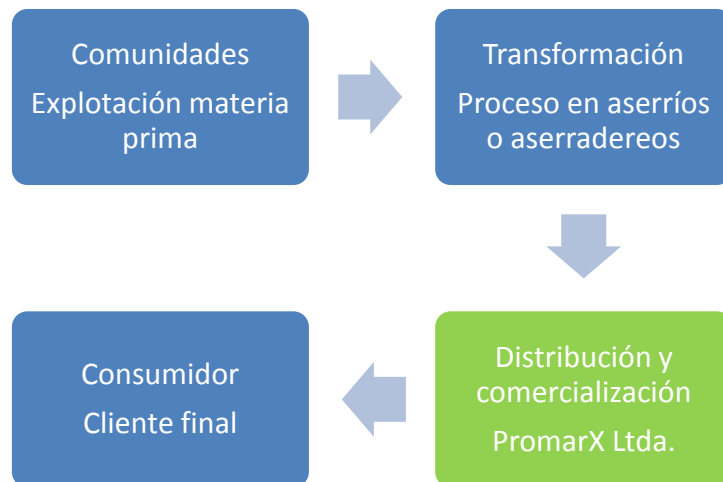 Comunidades
Explotación materia
prima
Transformación
Proceso en aserríos
o aserradereos
Distribución y
comercialización
PromarX Ltda.
Consumidor
Cliente final